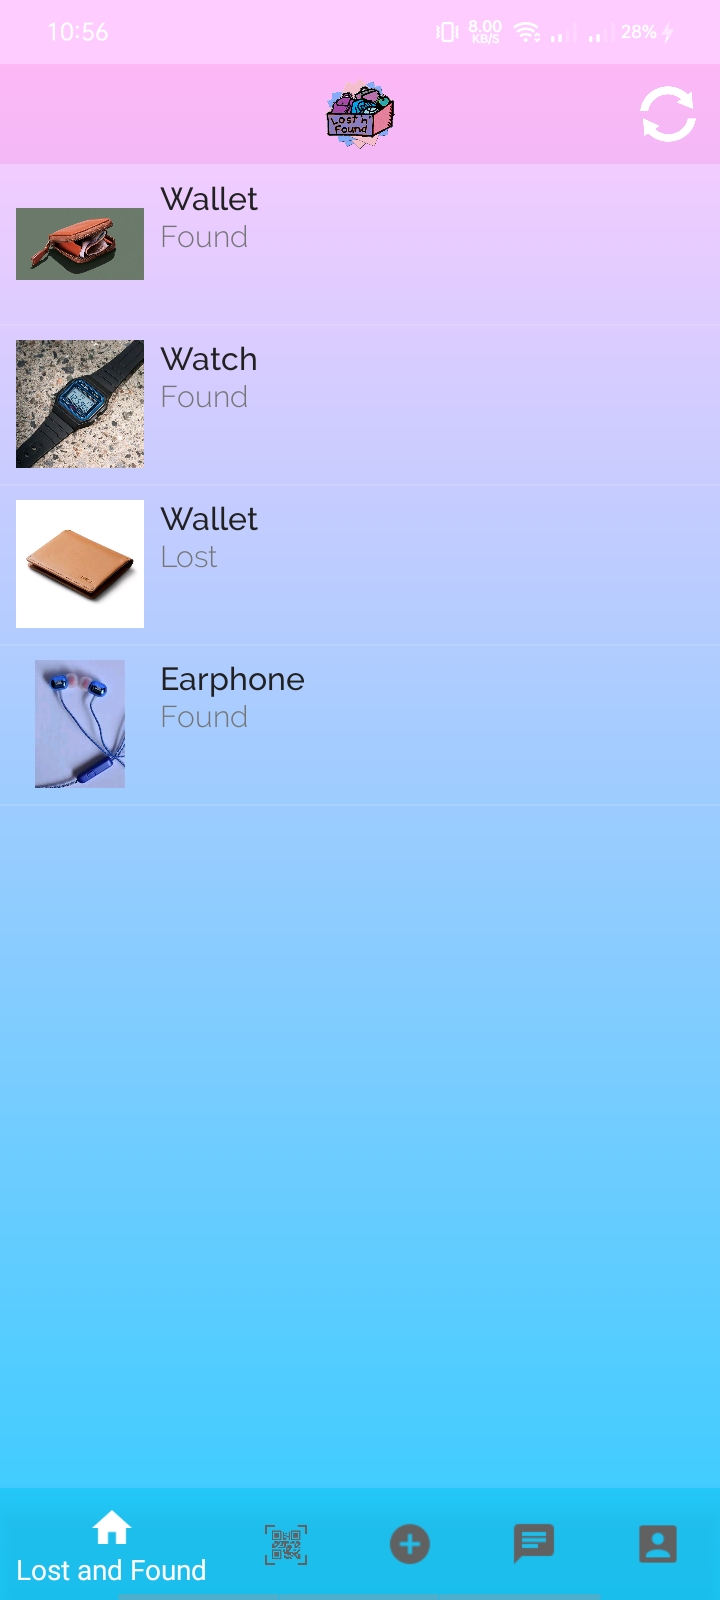 10:56
8.00
KB/S
28%
Lost 'n'
Found
Wallet
Found
Watch
Found
Wallet
Lost
Earphone
Found
Lost and Found